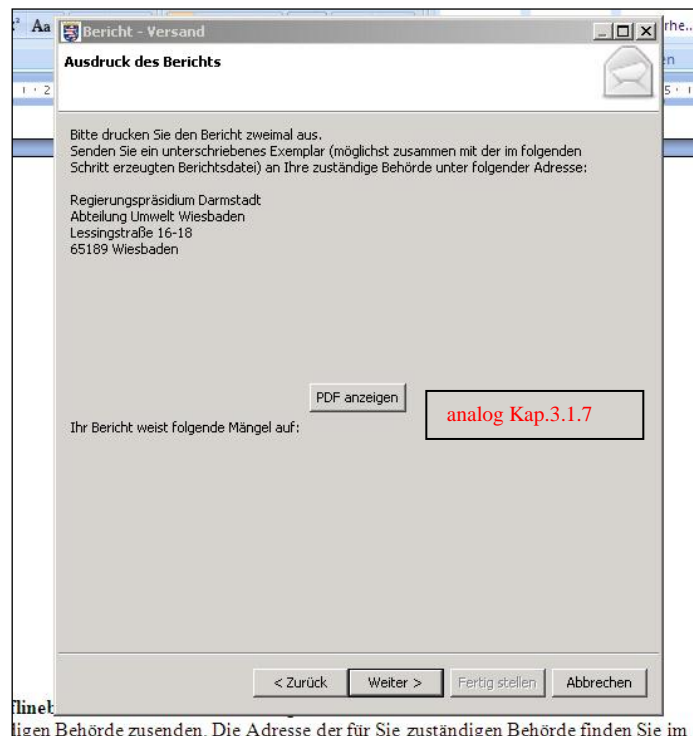 Aa
Bericht - Versand
Ausdruck des Berichts
Bitte drucken Sie den Bericht zweimal aus.
Senden Sie ein unterschriebenes Exemplar (möglichst zusammen mit der im folgenden
Schritt erzeugten Berichtsdatei) an Ihre zuständige Behörde unter folgender Adresse:
Regierungspräsidium Darmstadt
Abteilung Umwelt Wiesbaden
Lessingstraße 16-18
65189 Wiesbaden
PDF anzeigen
analog Kap.3.1.7
Ihr Bericht weist folgende Mängel auf:
< Zurück Weiter > Fertig stellen Abbrechen
digen Behörde zusenden. Die Adresse der für Sie zuständigen Behörde finden Sie im